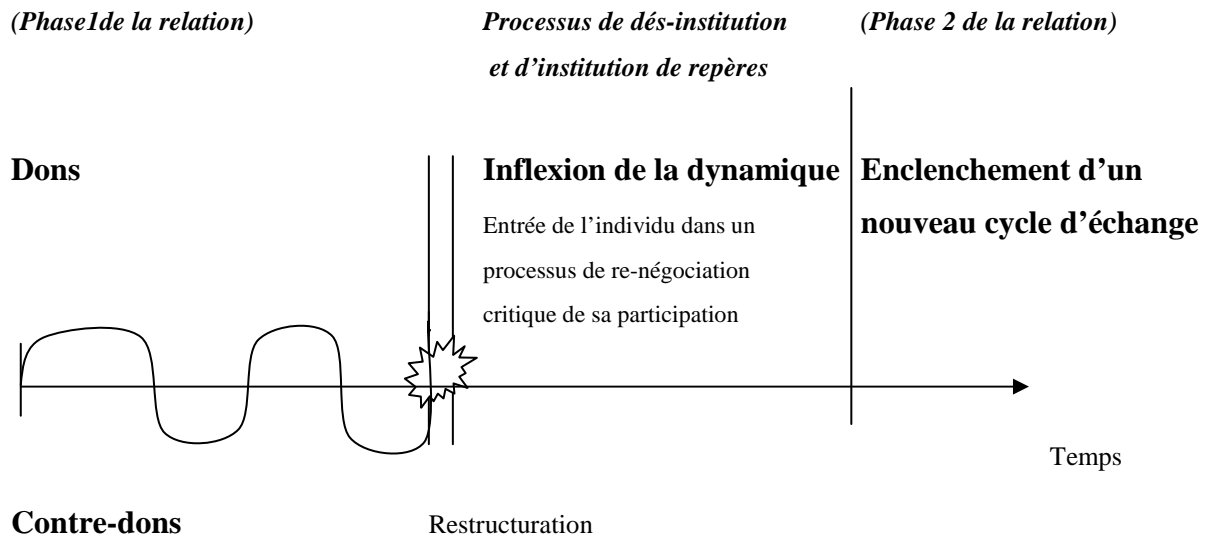 (Phase1de la relation)
Processus de dés-institution
et d'institution de repères
(Phase 2 de la relation)
Dons
Inflexion de la dynamique
Entrée de l'individu dans un
processus de re-négociation
critique de sa participation
Enclenchement d'un
nouveau cycle d'échange
Temps
Contre-dons
Restructuration